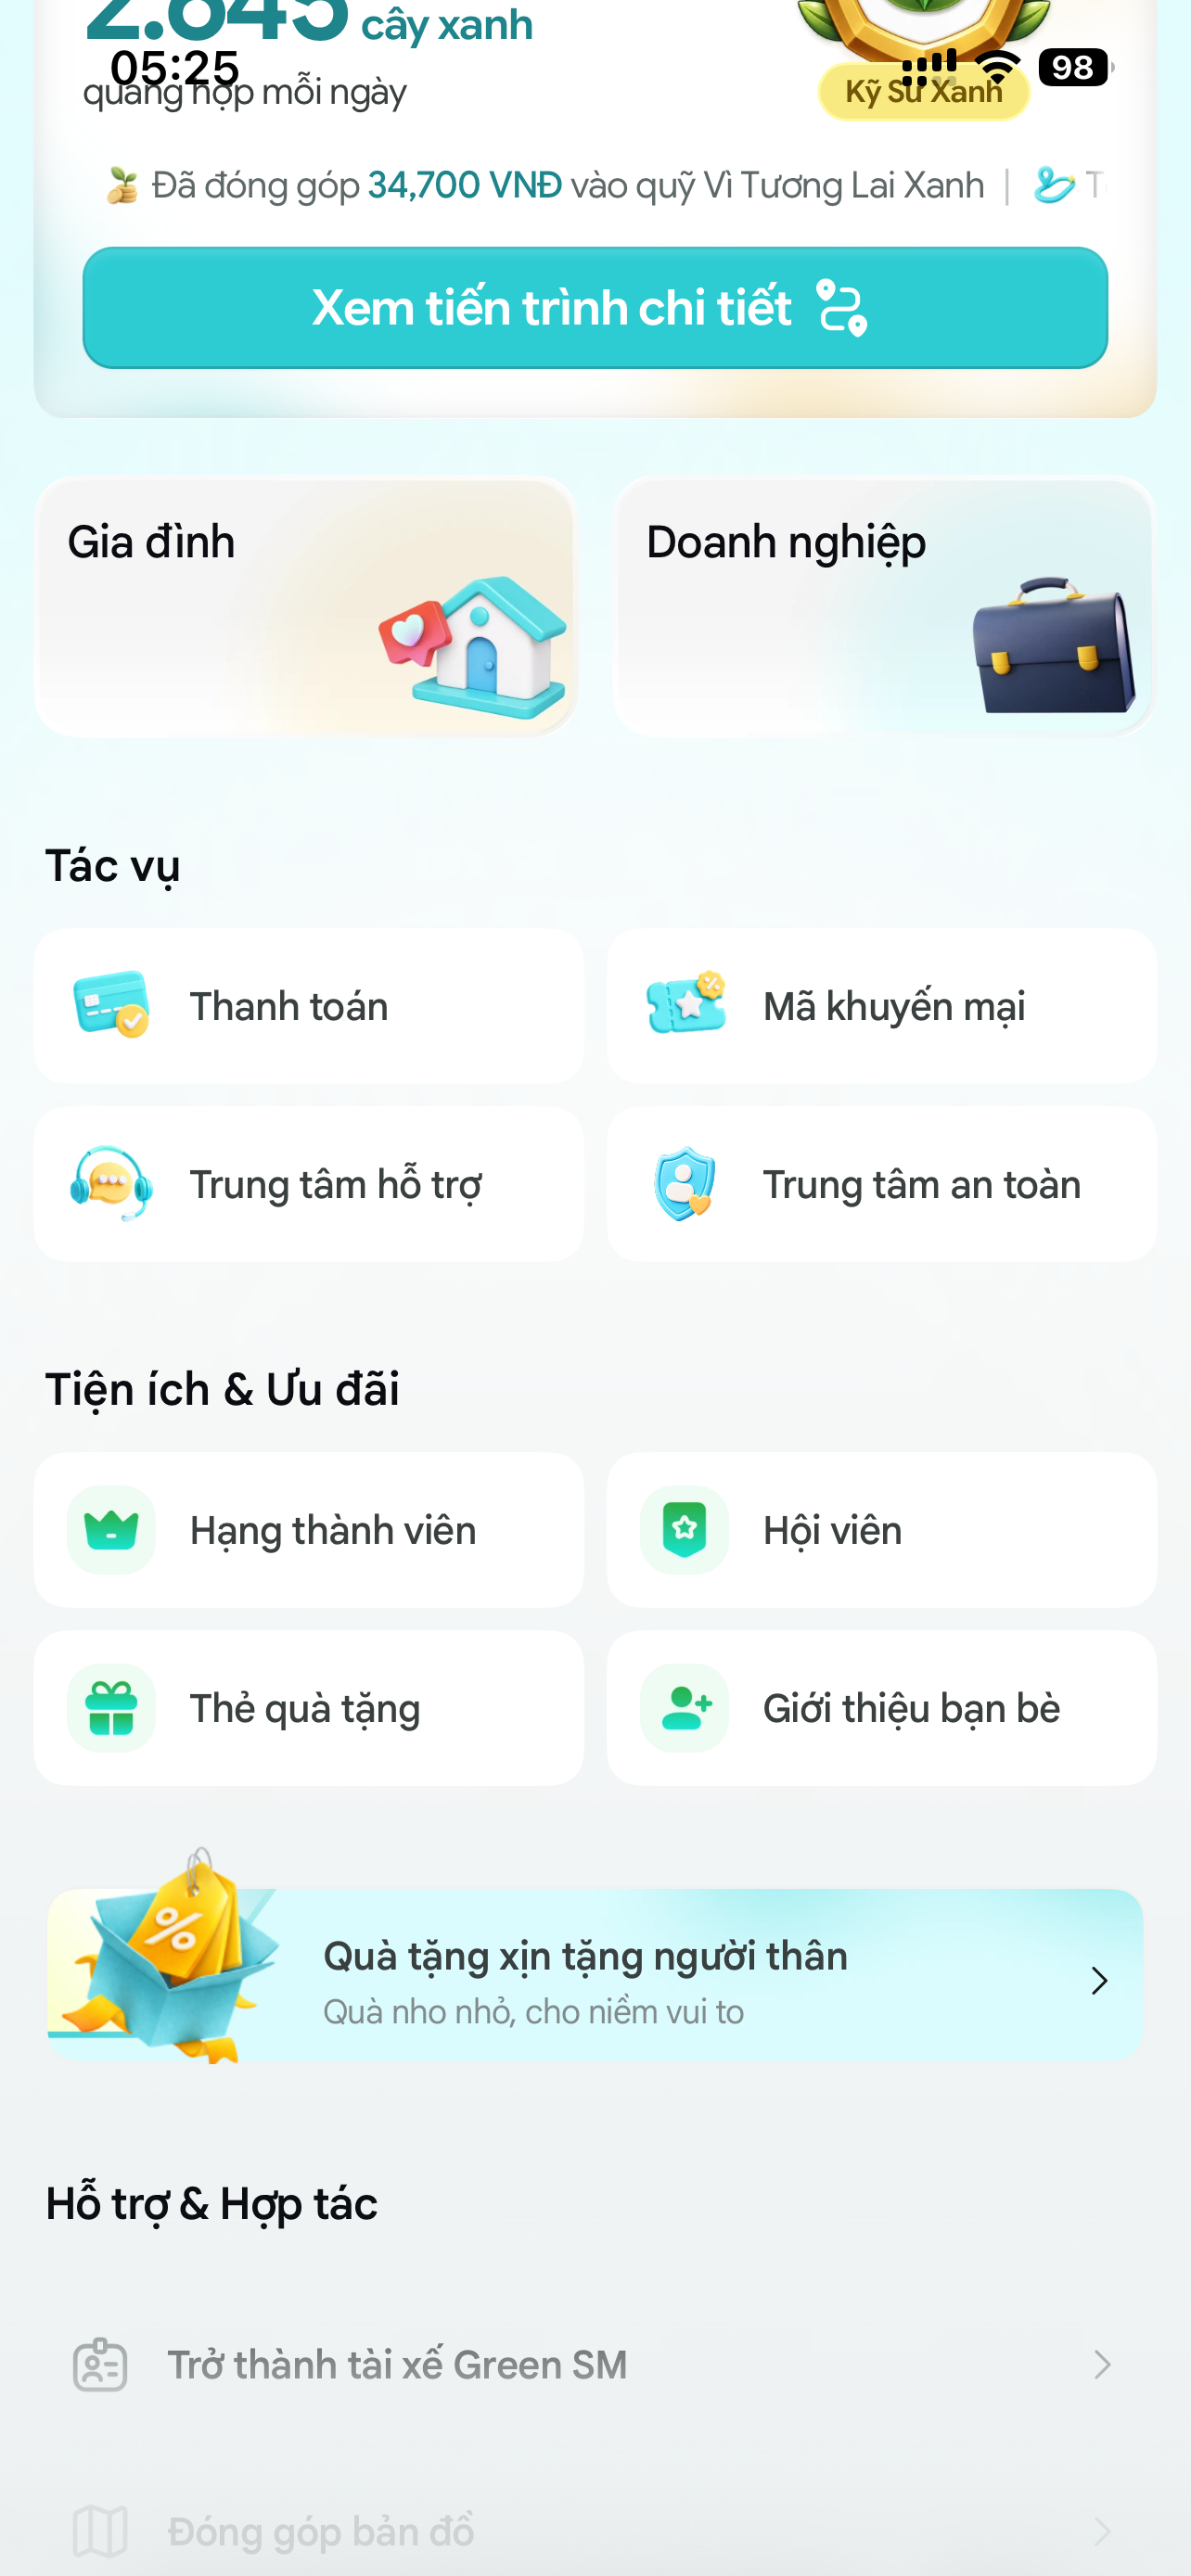 2.645 cây xanh
05:25
98
quang hợp mỗi ngày
Kỹ Sư Xanh
Đã đóng góp 34,700 VNĐ vào quỹ Vì Tương Lai Xanh |
Xem tiến trình chi tiết
Gia đình
Doanh nghiệp
Tác vụ
Thanh toán
Mã khuyến mại
Trung tâm hỗ trợ
Trung tâm an toàn
Tiện ích & Ưu đãi
Hạng thành viên
Hội viên
Thẻ quà tặng
Giới thiệu bạn bè
%
Quà tặng xịn tặng người thân
Quà nho nhỏ, cho niềm vui to
Hỗ trợ & Hợp tác
Trở thành tài xế Green SM
Đóng góp bản đồ